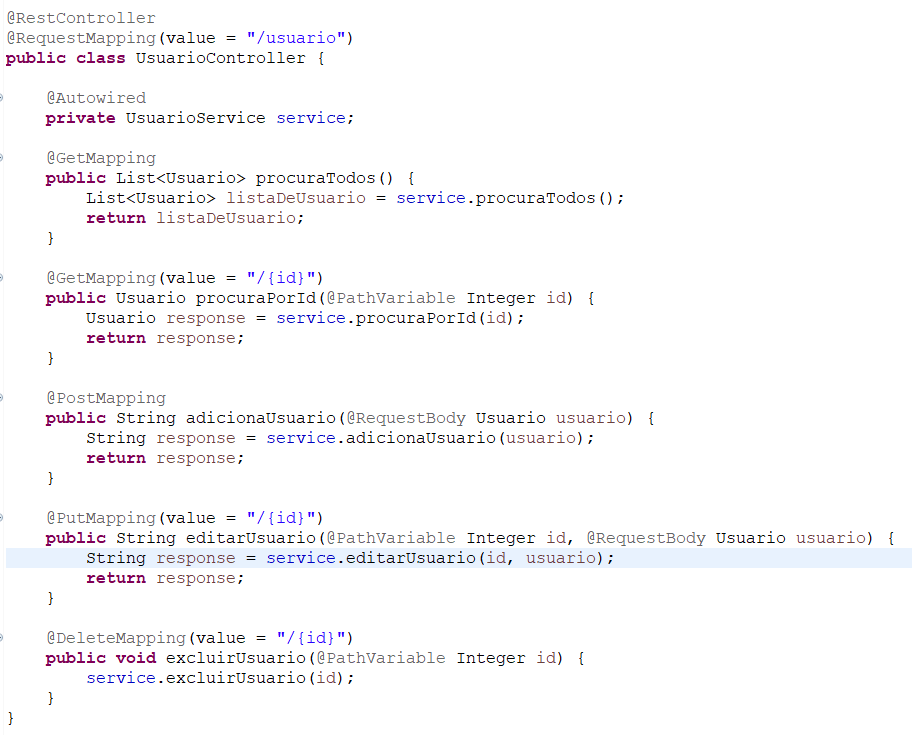 @RestController
@RequestMapping(value = "/usuario")
public class UsuarioController {
@Autowired
private UsuarioService service;
@GetMapping
public List<Usuario> procuraTodos() {
List<Usuario> listaDeUsuario = service.procuraTodos();
return listaDeUsuario;
}
@GetMapping(value = "/{id}")
public Usuario procuraPorId(@PathVariable Integer id) {
Usuario response = service.procuraPorId(id);
return response;
}
@PostMapping
public String adicionaUsuario(@RequestBody Usuario usuario) {
String response = service.adicionaUsuario(usuario);
return response;
}
@PutMapping(value = "/{id}")
public String editarUsuario(@PathVariable Integer id, @RequestBody Usuario usuario) {
String response = service.editarUsuario(id, usuario);
return response;
}
@DeleteMapping(value = "/{id}")
public void excluirUsuario(@PathVariable Integer id) {
service.excluirUsuario(id);
}
}